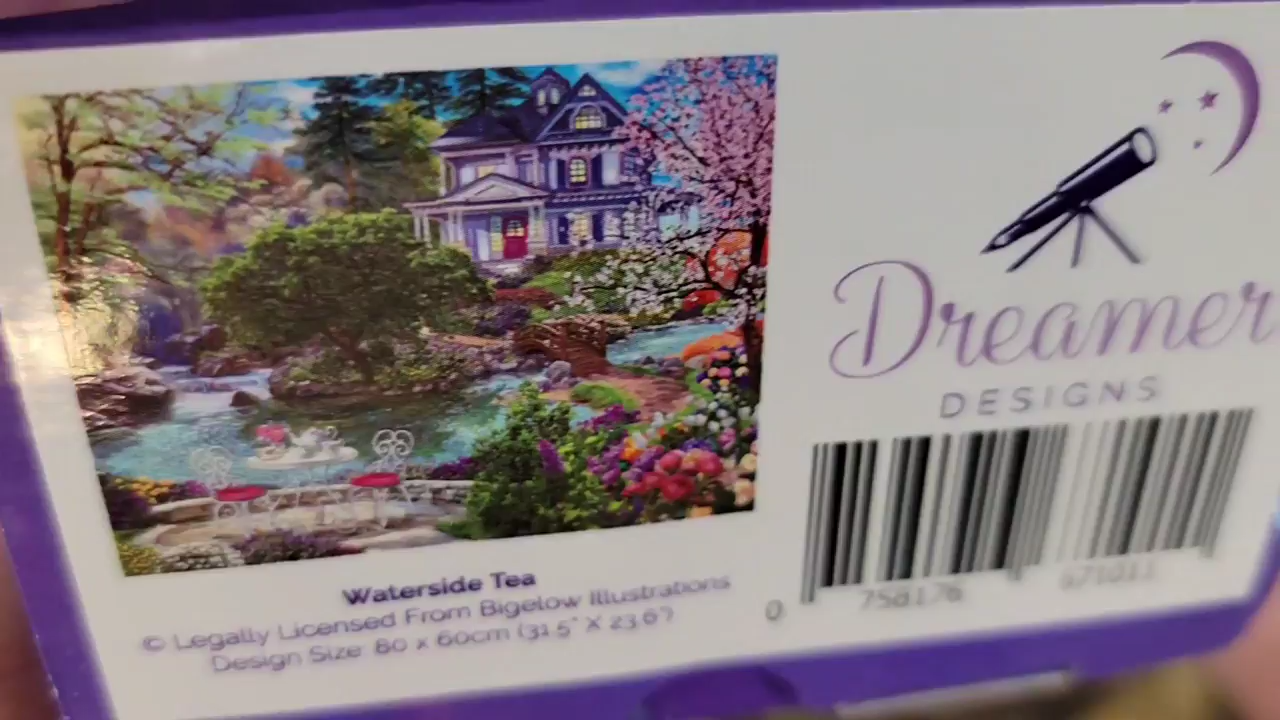 Dreamer
DESIGNS
Waterside Tea
© Legally Licensed From Bigelow Illustrations
Design Size 80 x 60cm (31.5" X 23.6")
0